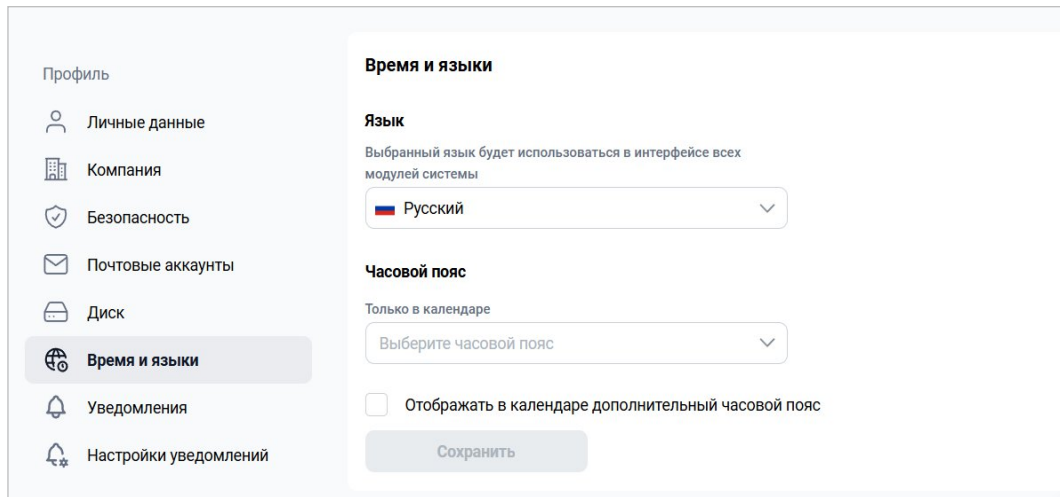 Профиль
Личные данные
Компания
Безопасность
Почтовые аккаунты
Диск
Время и языки
Уведомления
Настройки уведомлений
Время и языки
Язык
Выбранный язык будет использоваться в интерфейсе всех
модулей системы
Русский
Часовой пояс
Только в календаре
Выберите часовой пояс
Отображать в календаре дополнительный часовой пояс
Сохранить